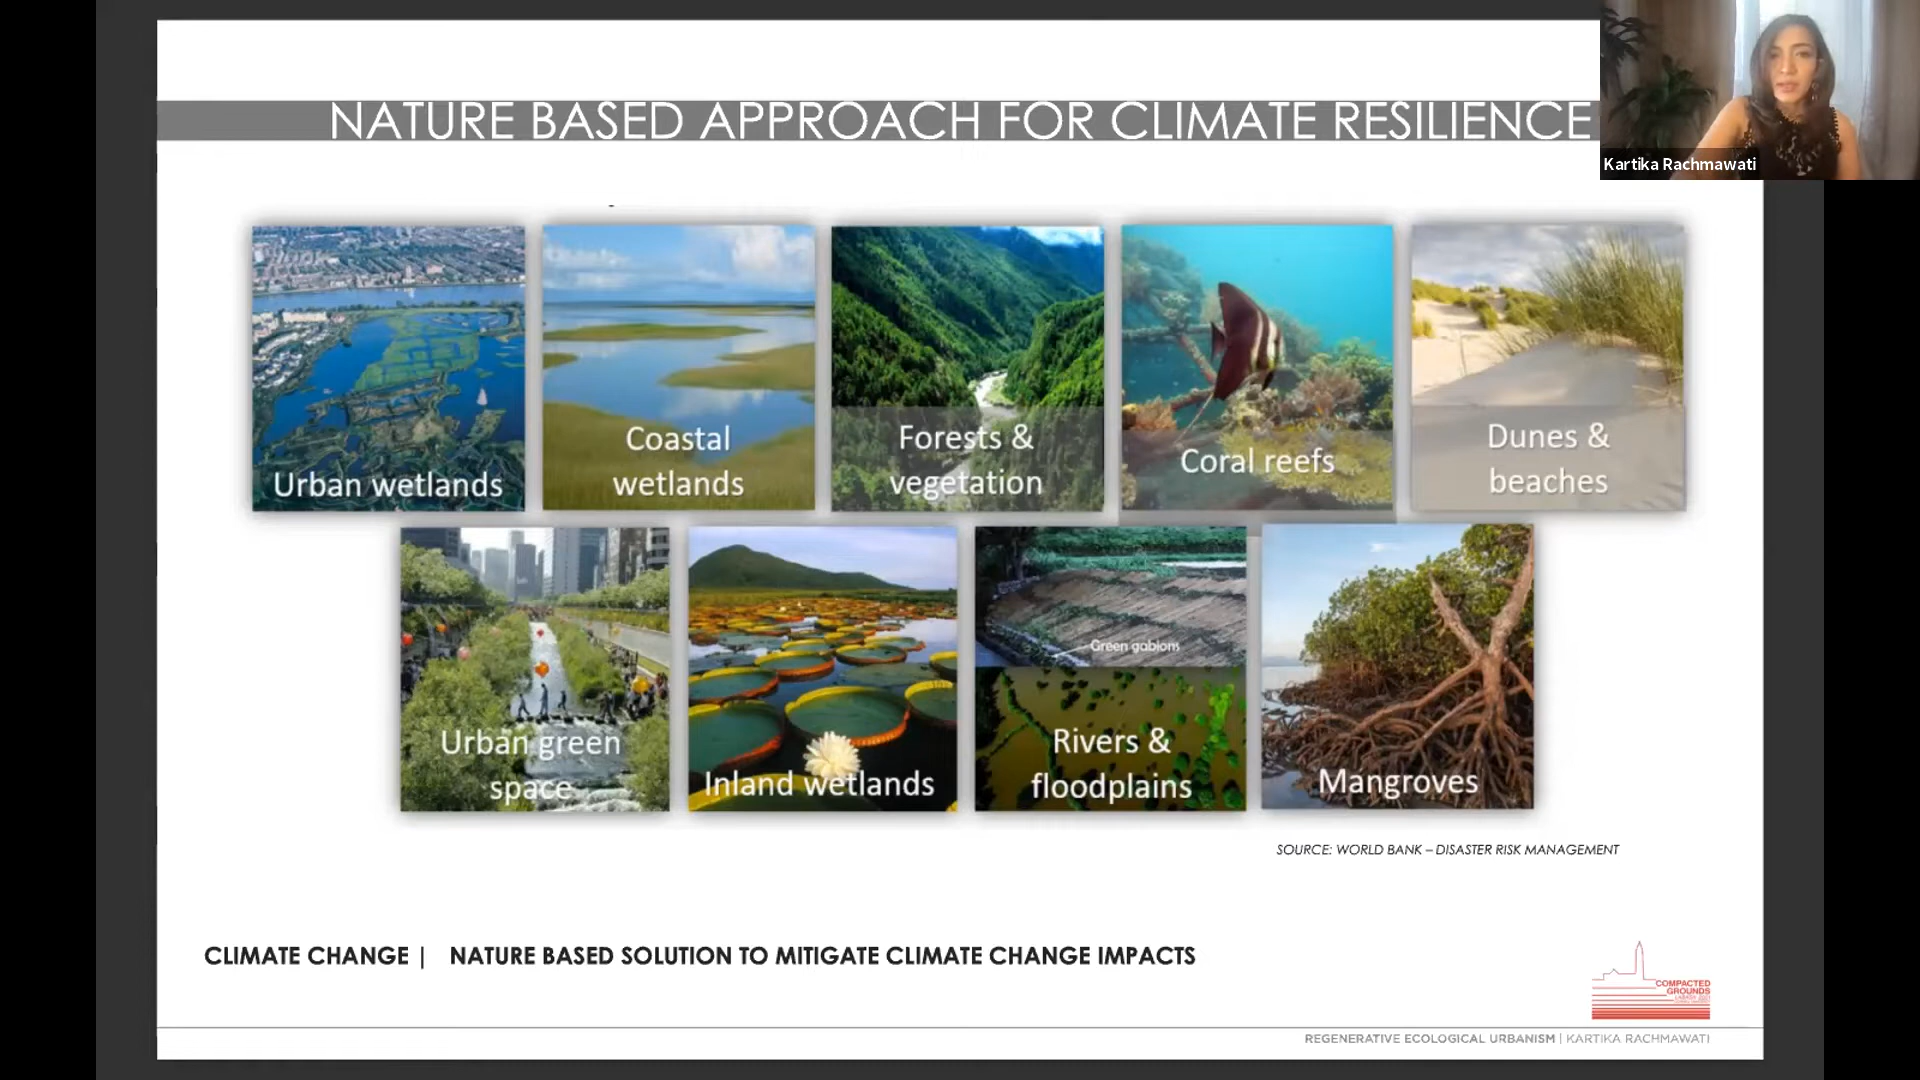 NATURE BASED APPROACH FOR CLIMATE RESILIENCE
Kartika Rachmawati
Urban wetlands
Coastal
wetlands
Forests &
vegetation
Coral reefs
Dunes &
beaches
Urban green
space
Inland wetlands
Green gabions
Rivers &
floodplains
Mangroves
SOURCE: WORLD BANK – DISASTER RISK MANAGEMENT
CLIMATE CHANGE | NATURE BASED SOLUTION TO MITIGATE CLIMATE CHANGE IMPACTS
COMPACTED
GROUNDS
REGENERATIVE ECOLOGICAL URBANISM | KARTIKA RACHMAWATI